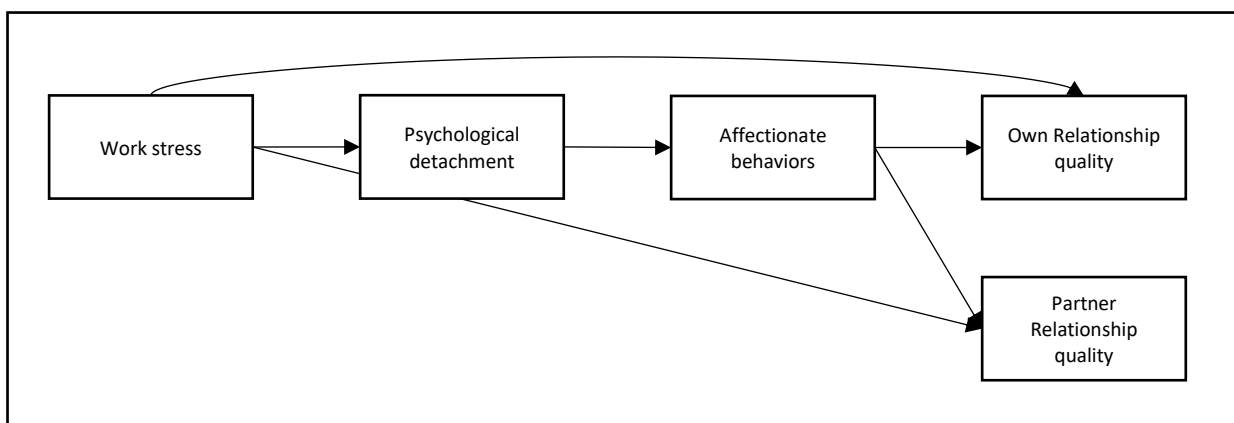 Work stress
Psychological
detachment
Affectionate
behaviors
Own Relationship
quality
Partner
Relationship
quality